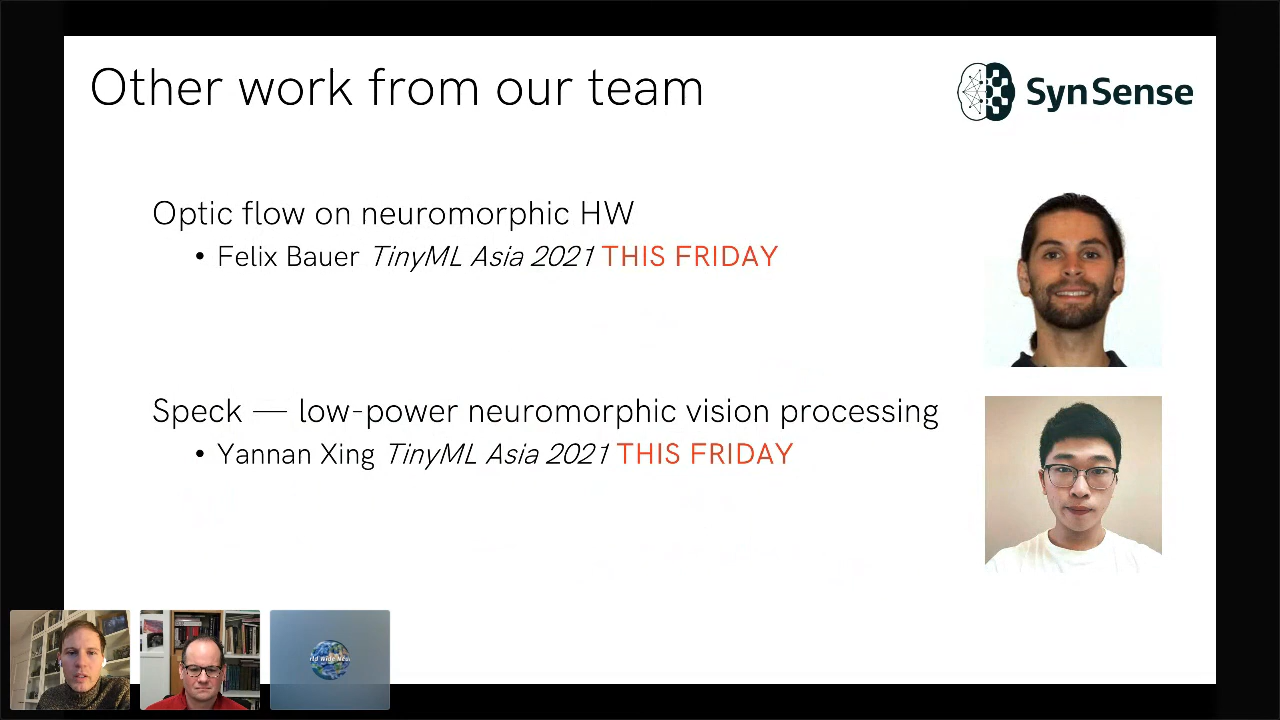 Other work from our team
SynSense
Optic flow on neuromorphic HW
• Felix Bauer TinyML Asia 2021 THIS FRIDAY
Speck — low-power neuromorphic vision processing
• Yannan Xing TinyML Asia 2021 THIS FRIDAY